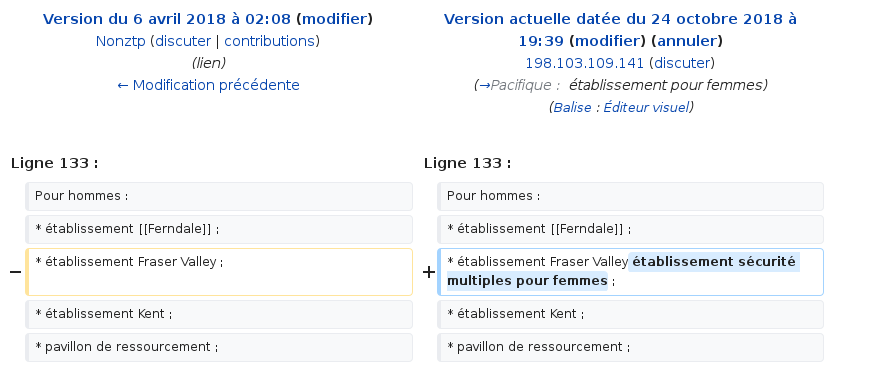 Version du 6 avril 2018 à 02:08 (modifier)
Nonztp (discuter | contributions)
(lien)
← Modification précédente
Version actuelle datée du 24 octobre 2018 à
19:39 (modifier) (annuler)
198.103.109.141 (discuter)
(→Pacifique : établissement pour femmes)
(Balise : Éditeur visuel)
Ligne 133 :
Pour hommes :
* établissement [[Ferndale]] ;
− * établissement Fraser Valley ;
* établissement Kent ;
* pavillon de ressourcement ;
Ligne 133 :
Pour hommes :
* établissement [[Ferndale]] ;
+ * établissement Fraser Valley établissement sécurité
multiples pour femmes ;
* établissement Kent ;
* pavillon de ressourcement ;